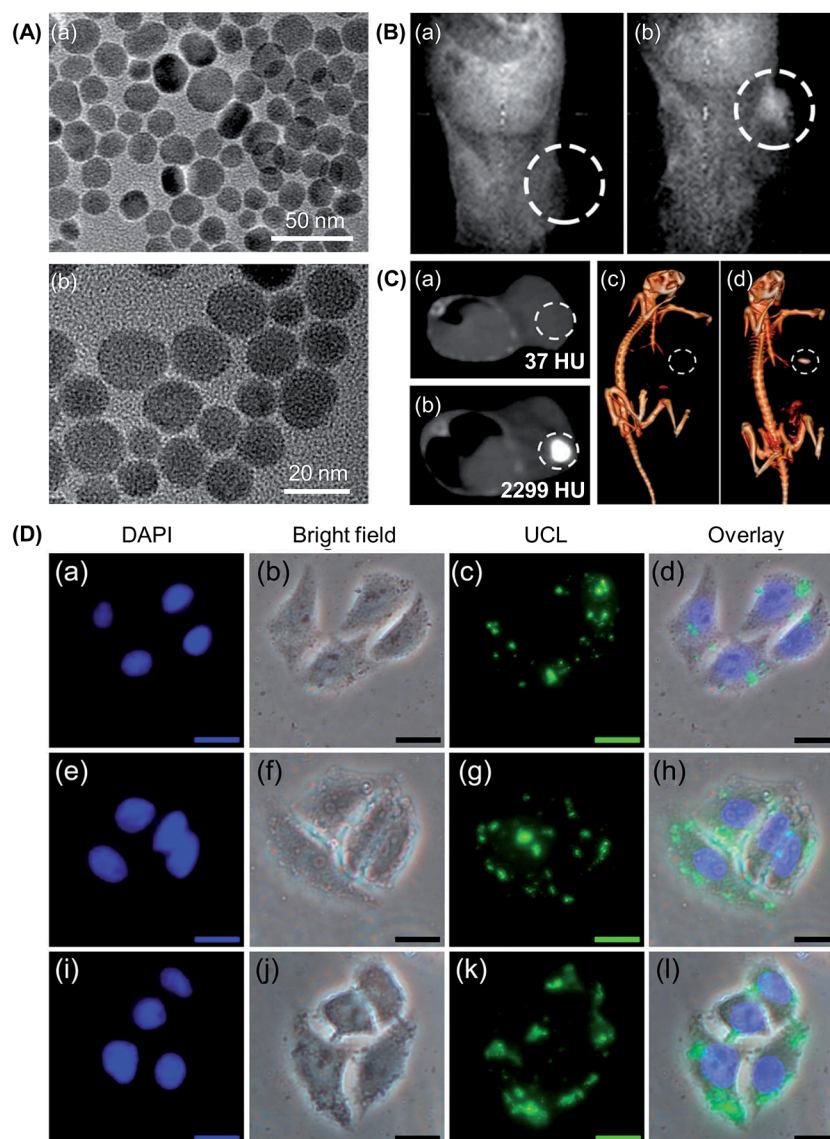 (A)
(a)
50 nm
(b)
20 nm
(B)
(a)
(b)
(C)
(a)
37 HU
(b)
2299 HU
(c)
(d)
(D)
DAPI
Bright field
UCL
Overlay
(a)
(b)
(c)
(d)
(e)
(f)
(g)
(h)
(i)
(j)
(k)
(l)